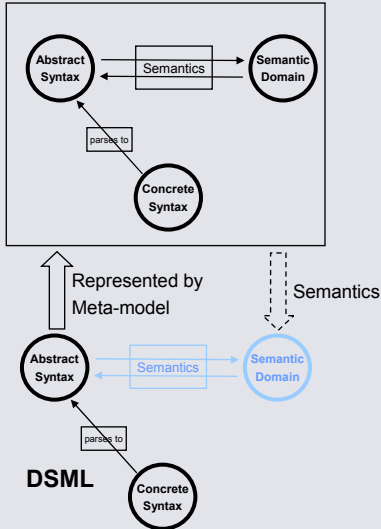 Abstract
Syntax
Semantics
Semantic
Domain
parses to
Concrete
Syntax
Represented by
Meta-model
Semantics
Abstract
Syntax
Semantics
Semantic
Domain
parses to
DSML
Concrete
Syntax